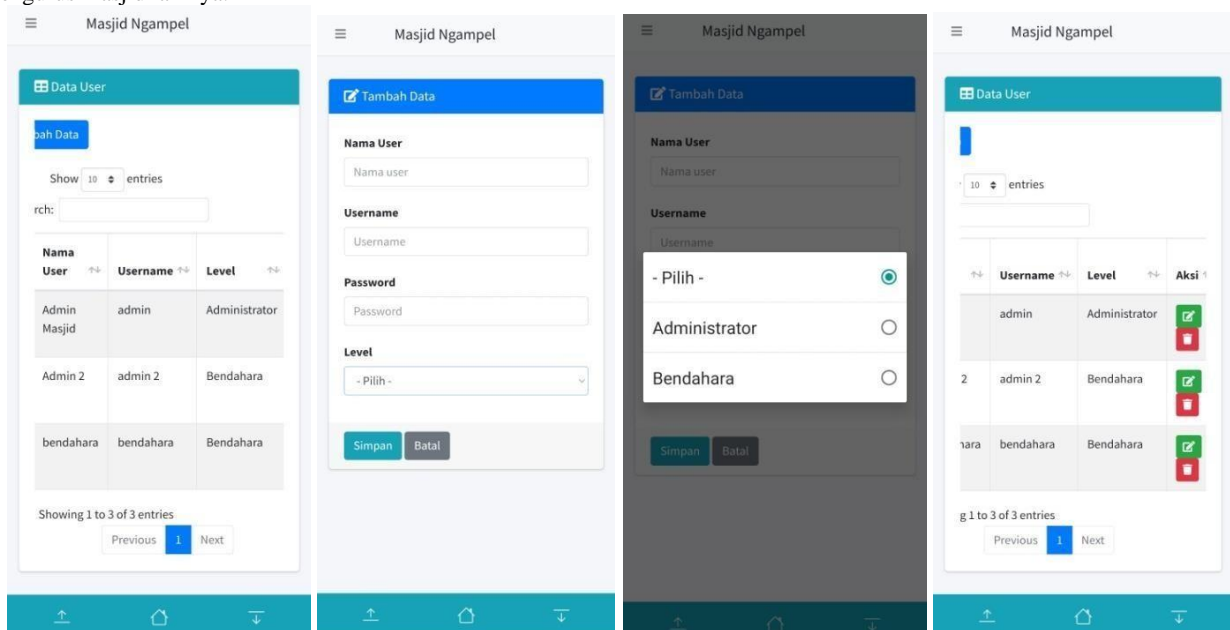 Masjid Ngampel
Data User
bah Data
Show 10 entries
rch:
Nama
User Username Level
Admin
Masjid admin Administrator
Admin 2 admin 2 Bendahara
bendahara bendahara Bendahara
Showing 1 to 3 of 3 entries
Previous 1 Next
Masjid Ngampel
Tambah Data
Nama User
Nama user
Username
Username
Password
Password
Level
- Pilih -
Simpan Batal
Masjid Ngampel
Tambah Data
Nama User
Nama user
Username
Username
- Pilih -
Administrator
Bendahara
Simpan Batal
Masjid Ngampel
Data User
10 entries
Username Level Aksi
admin Administrator
2 admin 2 Bendahara
hara bendahara Bendahara
g 1 to 3 of 3 entries
Previous 1 Next